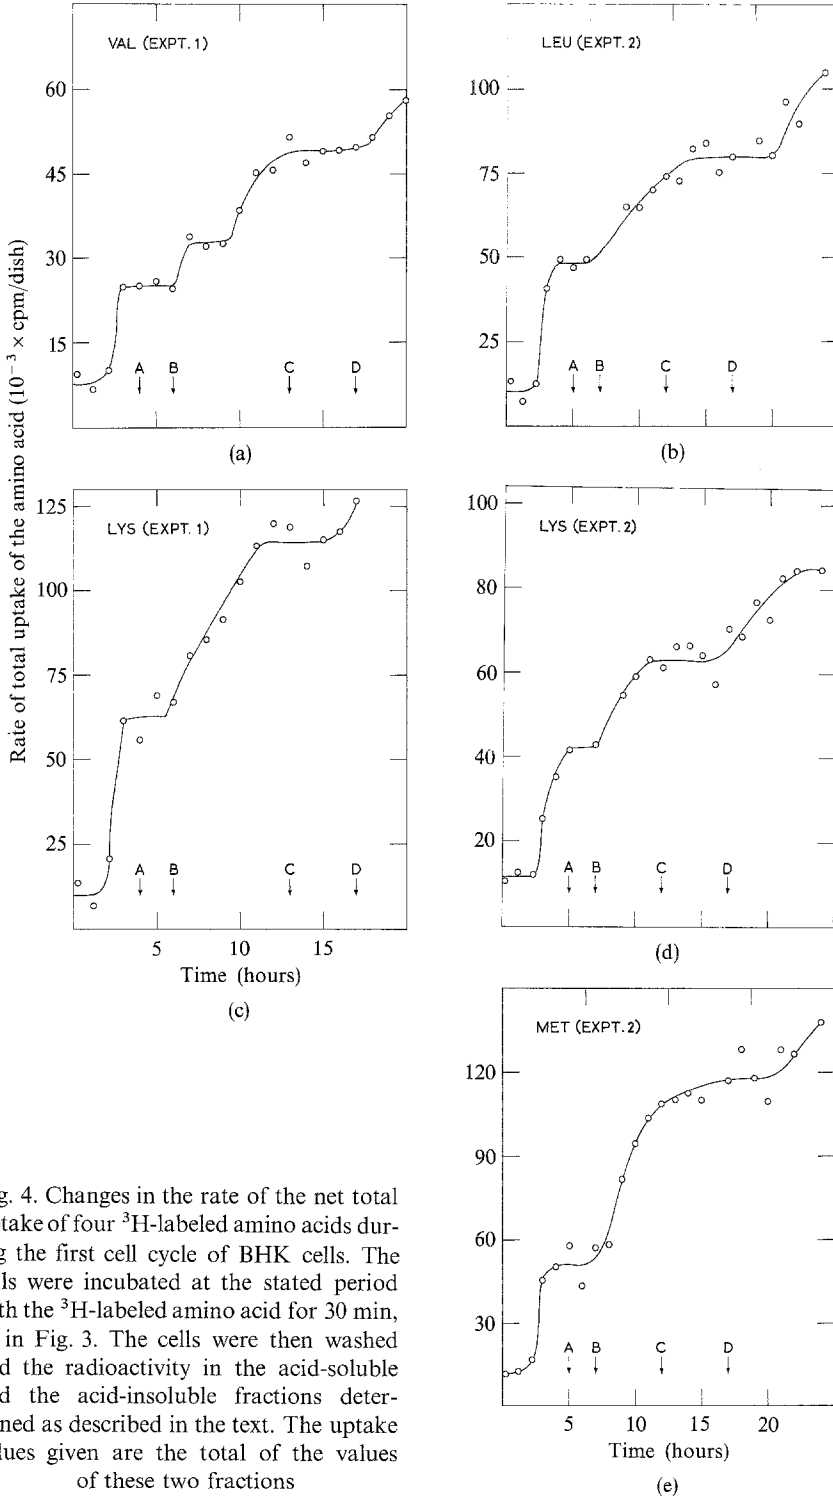 Rate of total uptake of the amino acid (10⁻³ × cpm/dish)
VAL (EXPT. 1)
60
45
30
15
A B C D
(a)
LEU (EXPT. 2)
100
75
50
25
A B C D
(b)
LYS (EXPT. 1)
125
100
75
50
25
A B C D
5 10 15
Time (hours)
(c)
LYS (EXPT. 2)
100
80
60
40
20
A B C D
(d)
MET (EXPT. 2)
120
90
60
30
A B C D
5 10 15 20
Time (hours)
(e)
g. 4. Changes in the rate of the net total
take of four ³H-labeled amino acids dur-
g the first cell cycle of BHK cells. The
ls were incubated at the stated period
th the ³H-labeled amino acid for 30 min,
in Fig. 3. The cells were then washed
d the radioactivity in the acid-soluble
d the acid-insoluble fractions deter-
ned as described in the text. The uptake
lues given are the total of the values
of these two fractions